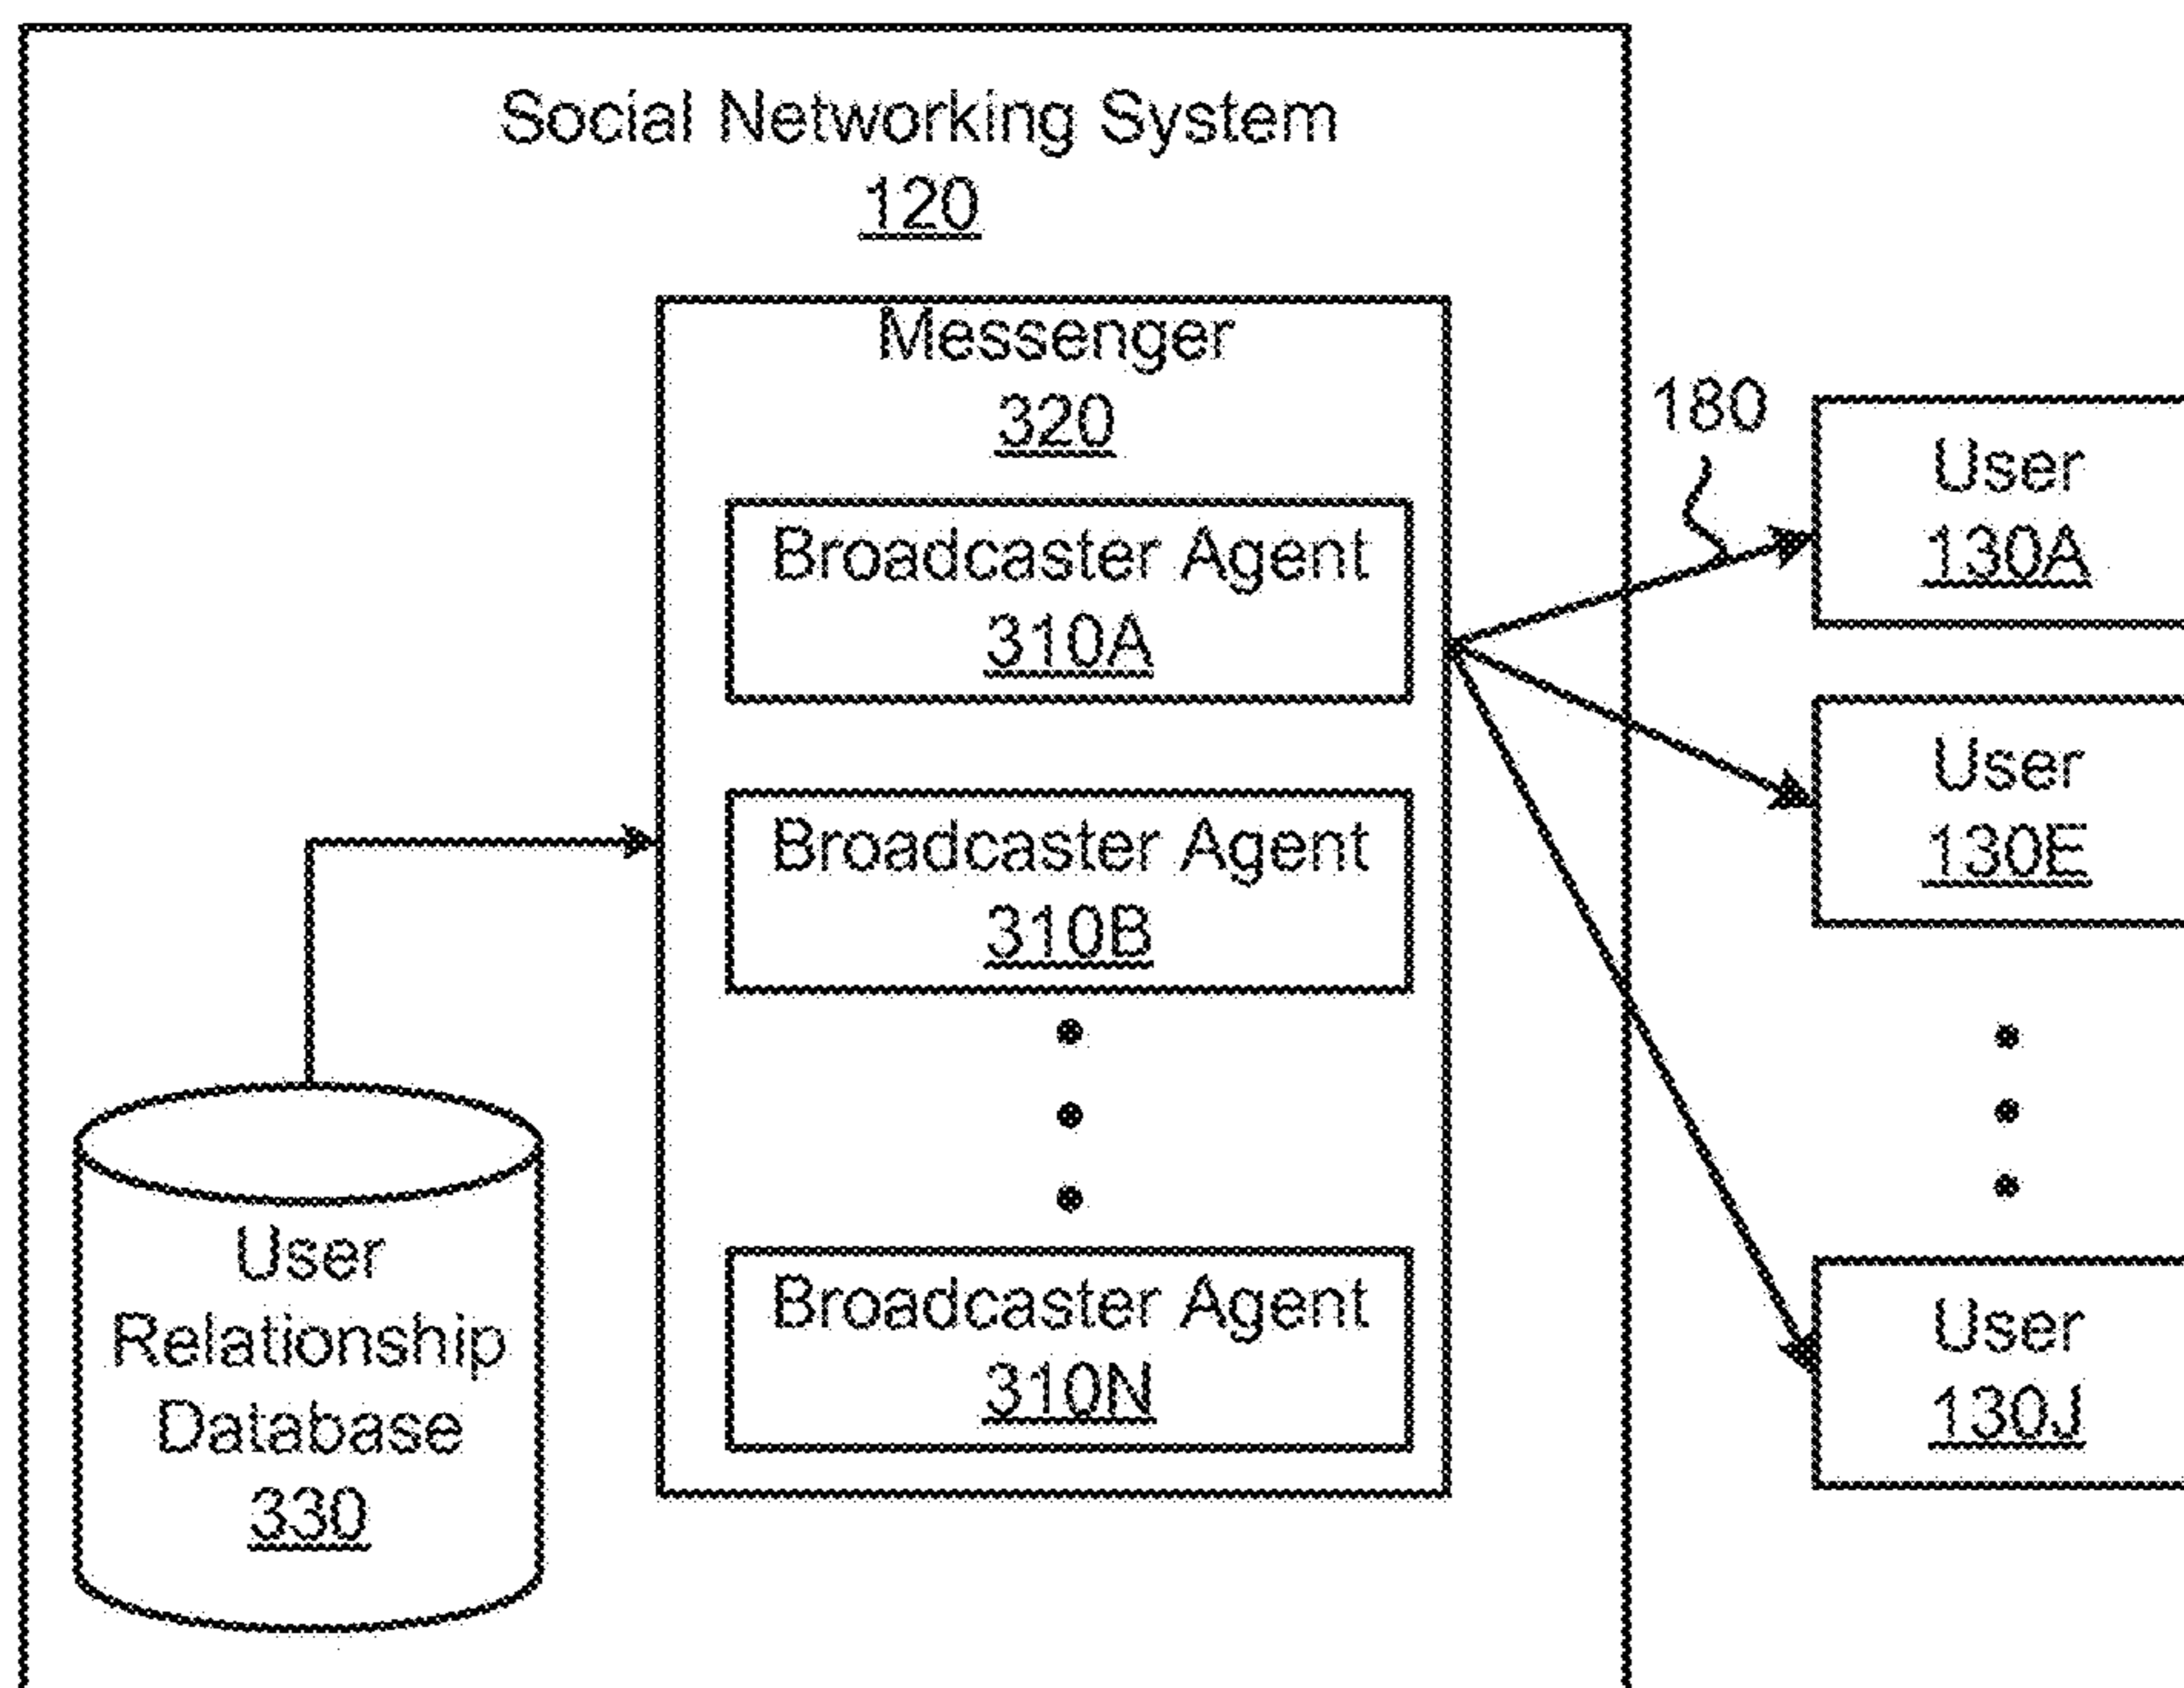 Social Networking System
120
Messenger
320
Broadcaster Agent
310A
Broadcaster Agent
310B
Broadcaster Agent
310N
User
Relationship
Database
330
180
User
130A
User
130E
User
130J